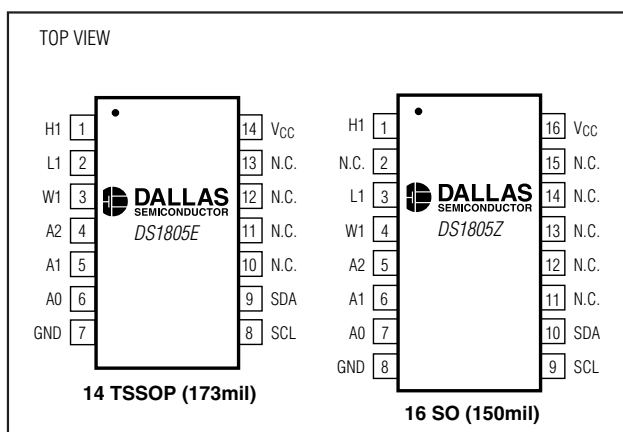 TOP VIEW
H1 1 14 VCC
L1 2 13 N.C.
W1 3 12 N.C.
A2 4 11 N.C.
A1 5 10 N.C.
A0 6 9 SDA
GND 7 8 SCL
DALLAS
SEMICONDUCTOR
DS1805E
14 TSSOP (173mil)
H1 1 16 VCC
N.C. 2 15 N.C.
L1 3 14 N.C.
W1 4 13 N.C.
A2 5 12 N.C.
A1 6 11 N.C.
A0 7 10 SDA
GND 8 9 SCL
DALLAS
SEMICONDUCTOR
DS1805Z
16 SO (150mil)